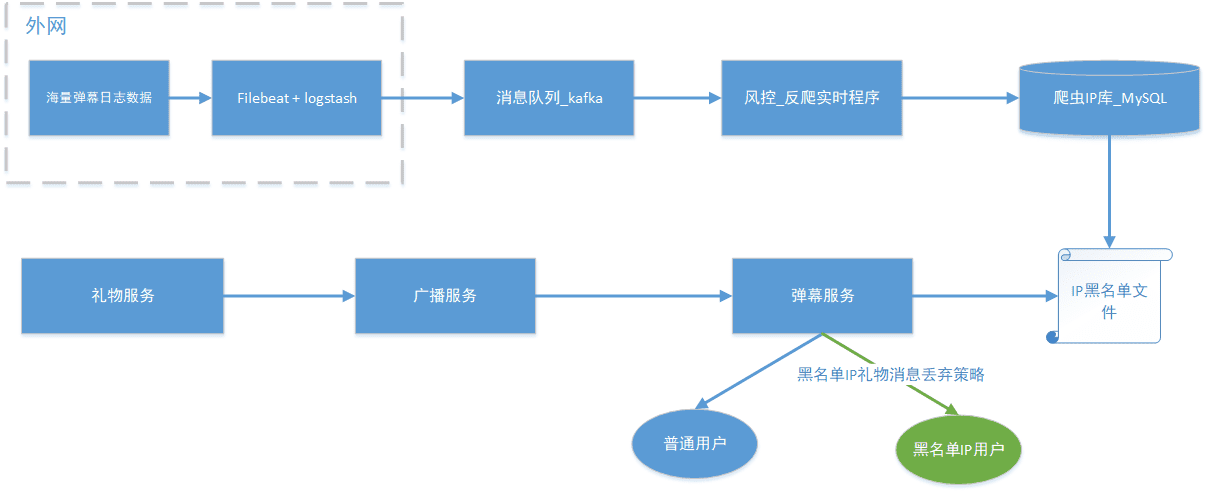 外网
海量弹幕日志数据
Filebeat + logstash
消息队列_kafka
风控_反爬实时程序
爬虫IP库_MySQL
礼物服务
广播服务
弹幕服务
IP黑名单文
件
黑名单IP礼物消息丢弃策略
普通用户
黑名单IP用户